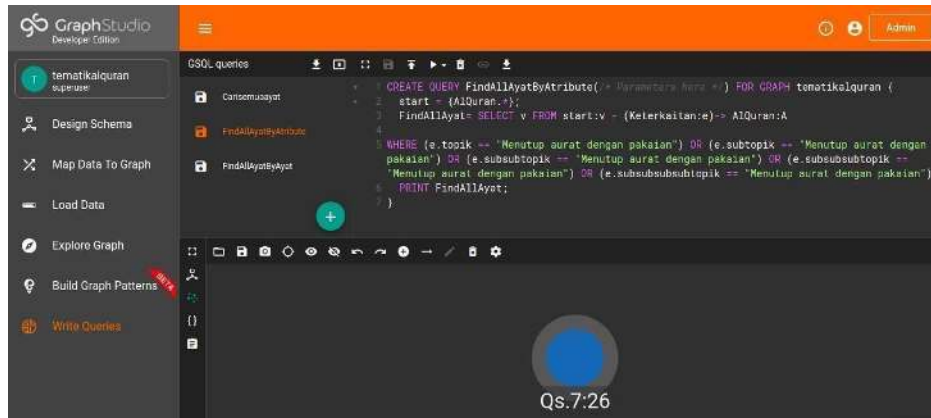 GraphStudio
Developer Edition
Admin
T
tematikalquran
superuser
Design Schema
Map Data To Graph
Load Data
Explore Graph
Build Graph Patterns
BETA
Write Queries
GSQL queries
Carisemuaayat
FindAllAyatByAtribute
FindAllAyatByAyat
+
1 CREATE QUERY FindAllAyatByAtribute(/* Parameters here */) FOR GRAPH tematikalquran {
2 start = {AlQuran.*};
3 FindAllAyat= SELECT v FROM start:v - (Keterkaitan:e)-> AlQuran:A
4
5 WHERE (e.topik == "Menutup aurat dengan pakaian") OR (e.subtopik == "Menutup aurat dengan
pakaian") OR (e.subsubtopik == "Menutup aurat dengan pakaian") OR (e.subsubsubtopik ==
"Menutup aurat dengan pakaian") OR (e.subsubsubsubtopik == "Menutup aurat dengan pakaian")
6 PRINT FindAllAyat;
7 }
{}
Qs.7:26